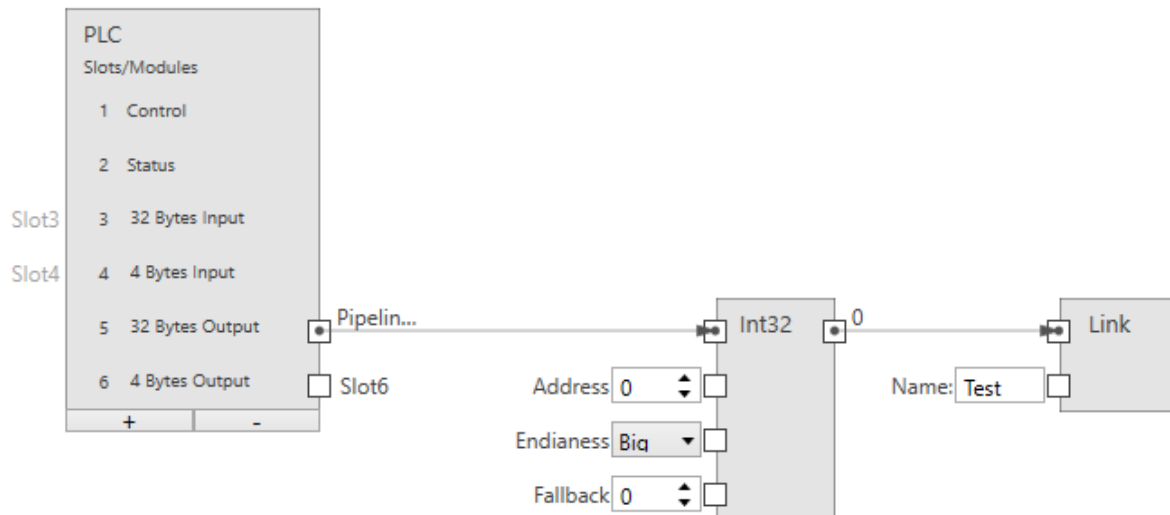 PLC
Slots/Modules
1 Control
2 Status
Slot3 3 32 Bytes Input
Slot4 4 4 Bytes Input
5 32 Bytes Output Pipelin... Int32 0 Link
6 4 Bytes Output Slot6 Address 0 Name: Test
+ -
Endianess Big
Fallback 0